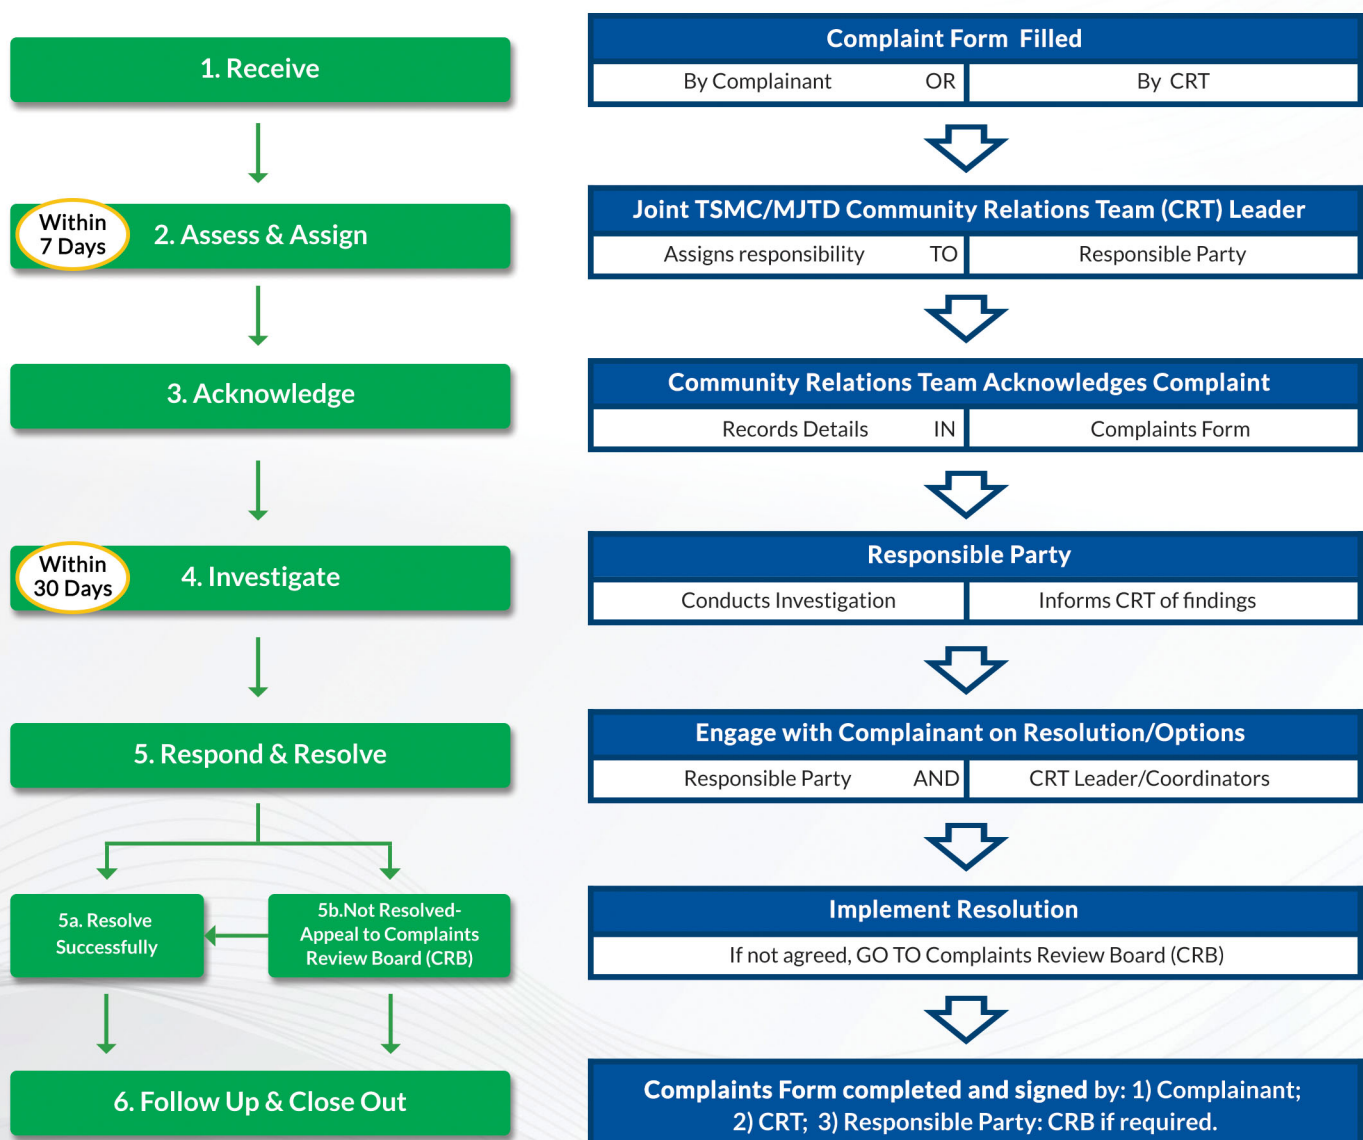 1. Receive
Complaint Form Filled
By Complainant OR By CRT
Within
7 Days
2. Assess & Assign
Joint TSMC/MJTD Community Relations Team (CRT) Leader
Assigns responsibility TO Responsible Party
3. Acknowledge
Community Relations Team Acknowledges Complaint
Records Details IN Complaints Form
Within
30 Days
4. Investigate
Responsible Party
Conducts Investigation Informs CRT of findings
5. Respond & Resolve
Engage with Complainant on Resolution/Options
Responsible Party AND CRT Leader/Coordinators
5a. Resolve
Successfully
5b.Not Resolved-
Appeal to Complaints
Review Board (CRB)
Implement Resolution
If not agreed, GO TO Complaints Review Board (CRB)
6. Follow Up & Close Out
Complaints Form completed and signed by: 1) Complainant;
2) CRT; 3) Responsible Party: CRB if required.